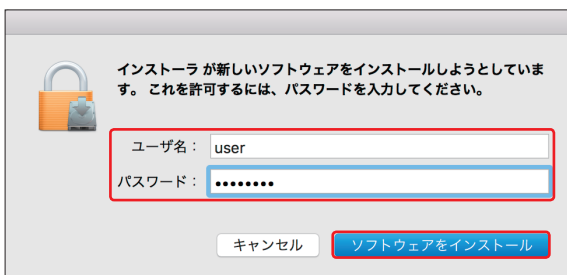 インストーラ が新しいソフトウェアをインストールしようとしていま
す。 これを許可するには、パスワードを入力してください。
ユーザ名： user
パスワード： ••••••••
キャンセル ソフトウェアをインストール